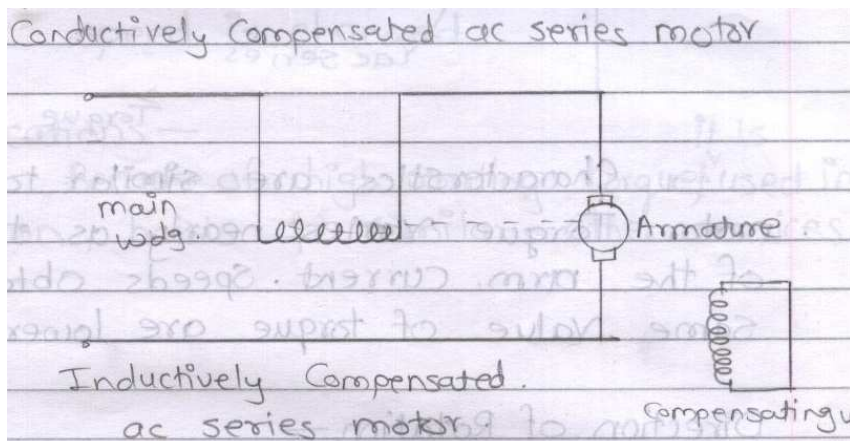 Conductively Compensated ac series motor
main
wdg.
Armature.
Inductively Compensated.
ac series motor.
Compensating